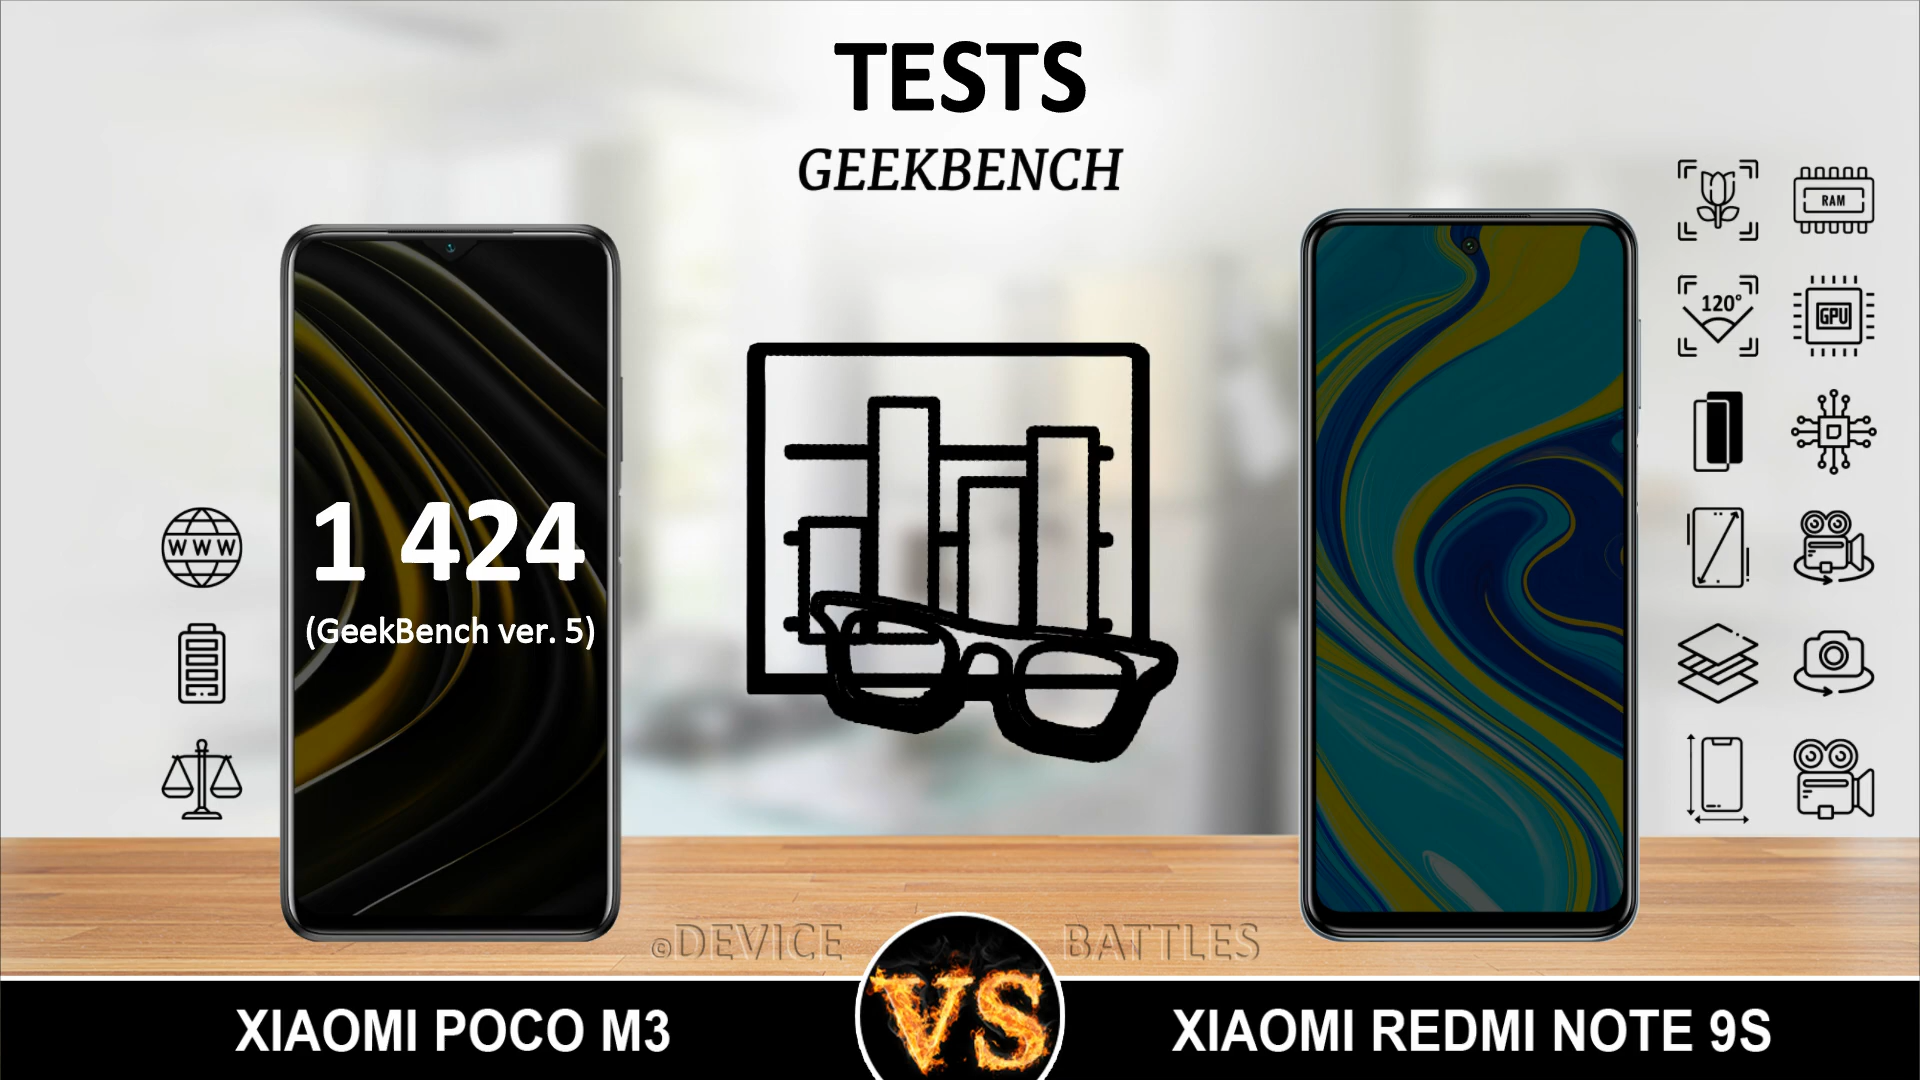 TESTS
GEEKBENCH
RAM
120°
GPU
WWW
1 424
(GeekBench ver. 5)
©DEVICE BATTLES
XIAOMI POCO M3
VS
XIAOMI REDMI NOTE 9S